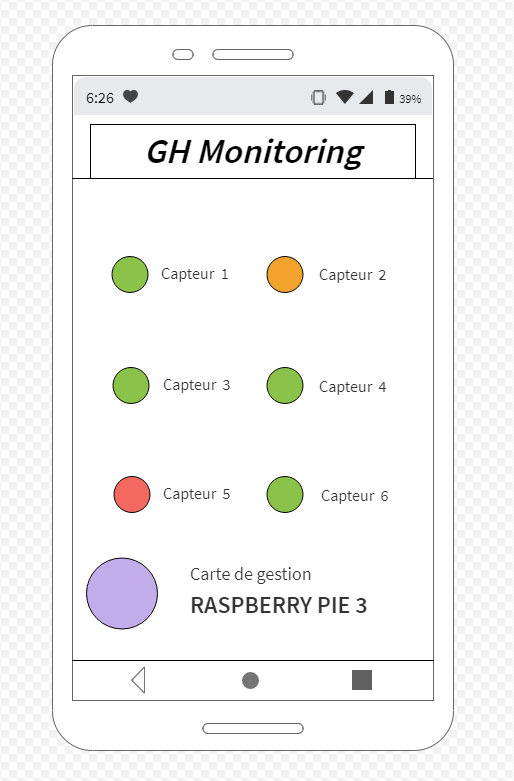 6:26 39%
GH Monitoring
Capteur 1 Capteur 2
Capteur 3 Capteur 4
Capteur 5 Capteur 6
Carte de gestion
RASPBERRY PIE 3